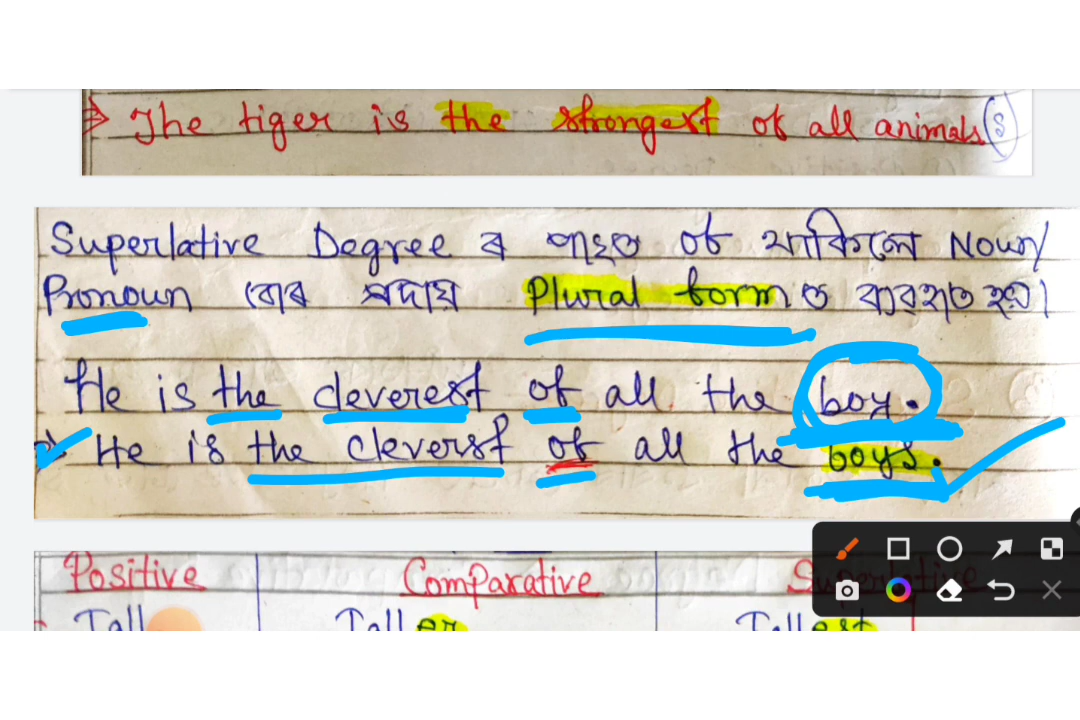 The tiger is the strongest of all animals (s)
Superlative Degree ৰ পাছত of থাকিলে Noun/
Pronoun বোৰ সদায় Plural form ত ব্যৱহাৰ হয়।
He is the cleverest of all the boy.
He is the cleverst of all the boys.
Positive Comparative Superlative
Tall Taller Tallest